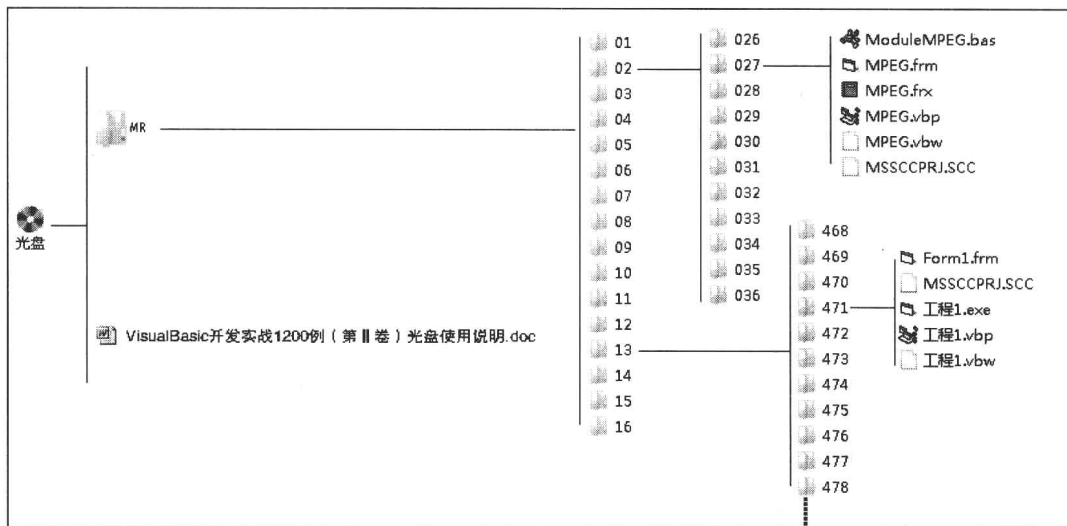 光盘
MR
VisualBasic开发实战1200例（第Ⅱ卷）光盘使用说明.doc
01
02
03
04
05
06
07
08
09
10
11
12
13
14
15
16
026
027
028
029
030
031
032
033
034
035
036
ModuleMPEG.bas
MPEG.frm
MPEG.frx
MPEG.vbp
MPEG.vbw
MSSCCPRJ.SCC
468
469
470
471
472
473
474
475
476
477
478
Form1.frm
MSSCCPRJ.SCC
工程1.exe
工程1.vbp
工程1.vbw